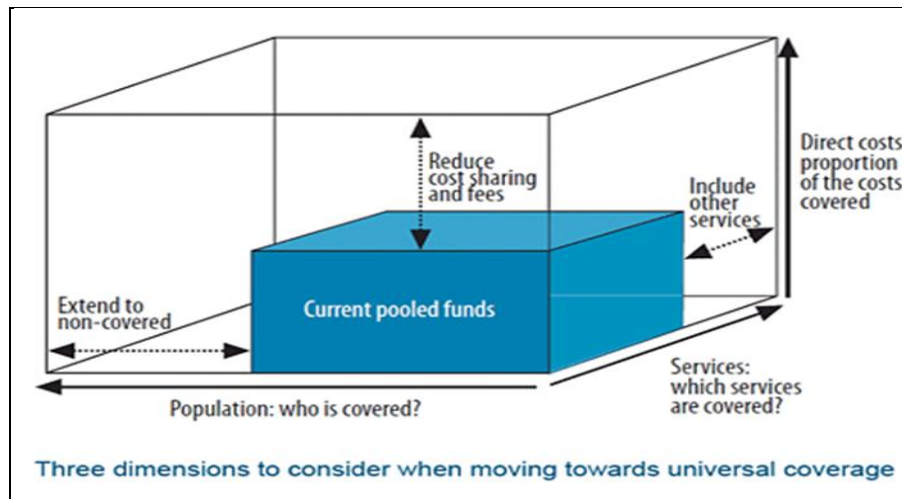 Reduce
cost sharing
and fees
Include
other
services
Direct costs
proportion
of the costs
covered
Extend to
non-covered
Current pooled funds
Services:
which services
are covered?
Population: who is covered?
Three dimensions to consider when moving towards universal coverage